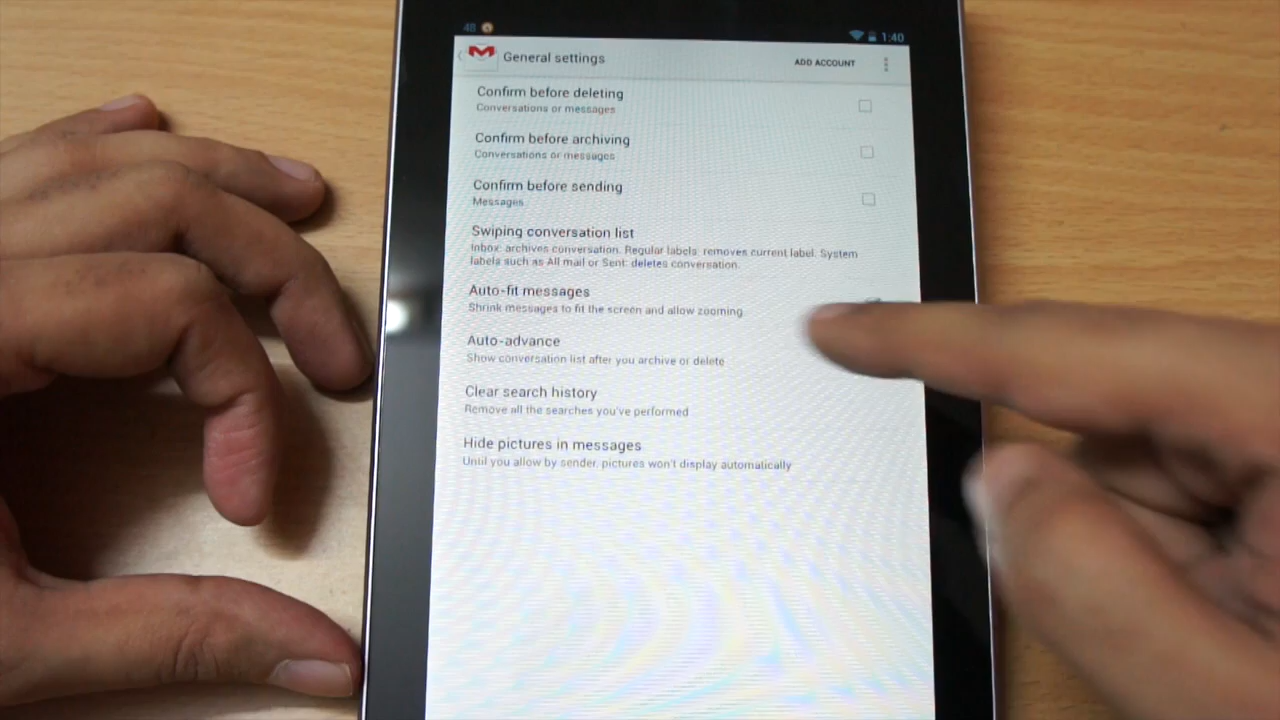 48
1:40
General settings
ADD ACCOUNT
Confirm before deleting
Conversations or messages
Confirm before archiving
Conversations or messages
Confirm before sending
Messages
Swiping conversation list
Inbox: archives conversation. Regular labels: removes current label. System
labels such as All mail or Sent: deletes conversation.
Auto-fit messages
Shrink messages to fit the screen and allow zooming
Auto-advance
Show conversation list after you archive or delete
Clear search history
Remove all the searches you've performed
Hide pictures in messages
Until you allow by sender, pictures won't display automatically